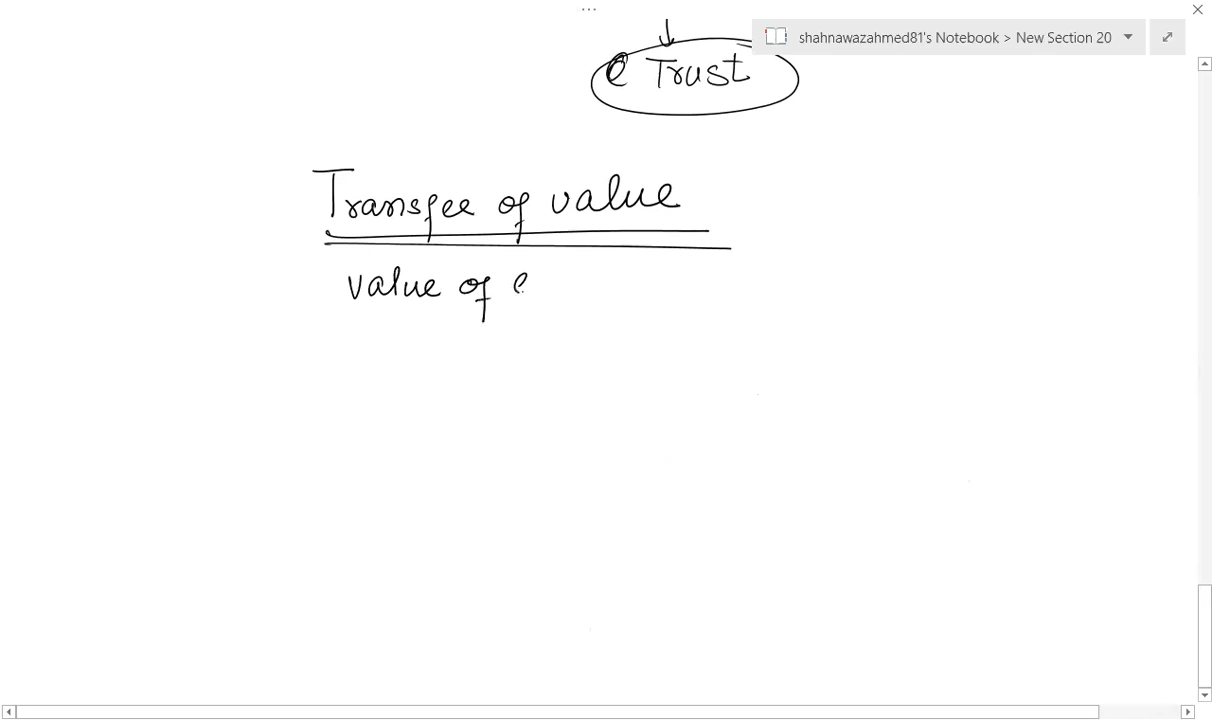 shahnawazahmed81's Notebook > New Section 20
e Trust
Transfer of value
value of e